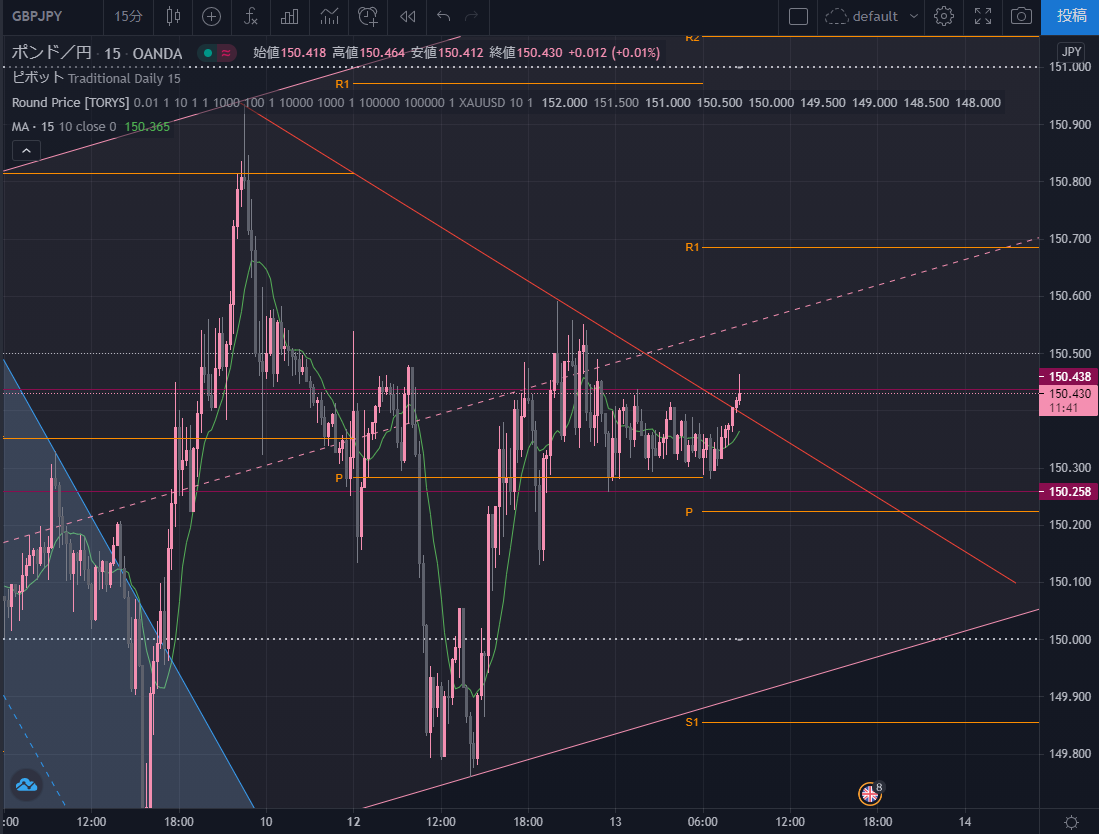 GBPJPY 15分 default 投稿
ポンド／円 · 15 · OANDA 始値150.418 高値150.464 安値150.412 終値150.430 +0.012 (+0.01%)
JPY
R2
151.000
ピボット Traditional Daily 15
R1
Round Price [TORYS] 0.01 1 10 1 1 1000 100 1 10000 1000 1 100000 100000 1 XAUUSD 10 1 152.000 151.500 151.000 150.500 150.000 149.500 149.000 148.500 148.000
MA · 15 10 close 0 150.365
150.900
150.800
150.700
R1
150.600
150.500
150.438
150.430
11:41
150.300
P
150.258
P
150.200
150.100
150.000
149.900
S1
149.800
8
:00 12:00 18:00 10 12 12:00 18:00 13 06:00 12:00 18:00 14